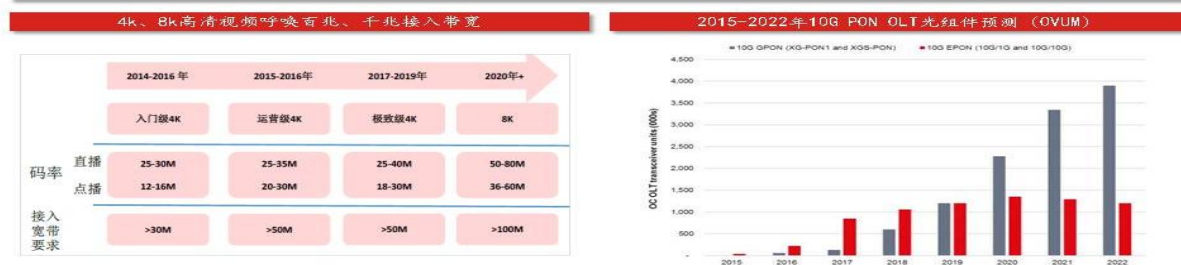 4k、8k高清视频呼唤百兆、千兆接入带宽
2014-2016 年 2015-2016年 2017-2019年 2020年+
入门级4K 运营级4K 极致级4K 8K
码率
直播 25-30M 25-35M 25-40M 50-80M
点播 12-16M 20-30M 18-30M 36-60M
接入
宽带
要求
>30M >50M >50M >100M
2015-2022年10G PON OLT光组件预测（OVUM）
10G GPON (XG-PON1 and XGS-PON) 10G EPON (10G/1G and 10G/10G)
OC OLT transceiver units (000s)
4,500
4,000
3,500
3,000
2,500
2,000
1,500
1,000
500
-
2015 2016 2017 2018 2019 2020 2021 2022